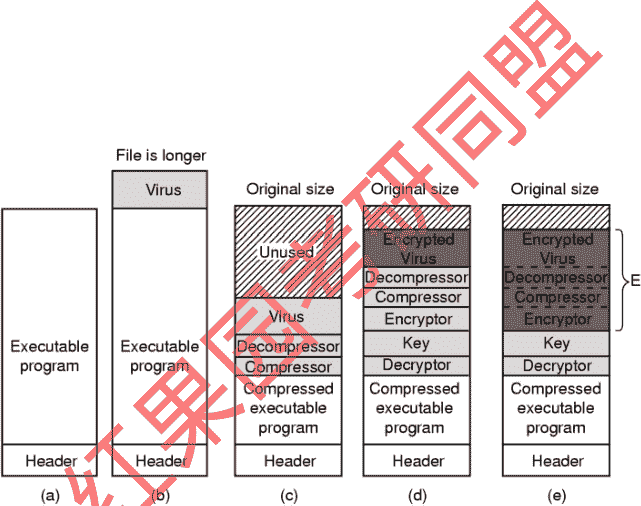 File is longer
Virus
Executable
program
Header
(a)
Executable
program
Header
(b)
Original size
Unused
Virus
Decompressor
Compressor
Compressed
executable
program
Header
(c)
Original size
Encrypted
Virus
Decompressor
Compressor
Encryptor
Key
Decryptor
Compressed
executable
program
Header
(d)
Original size
Encrypted
Virus
Decompressor
Compressor
Encryptor
E
Key
Decryptor
Compressed
executable
program
Header
(e)
红果园考研同盟